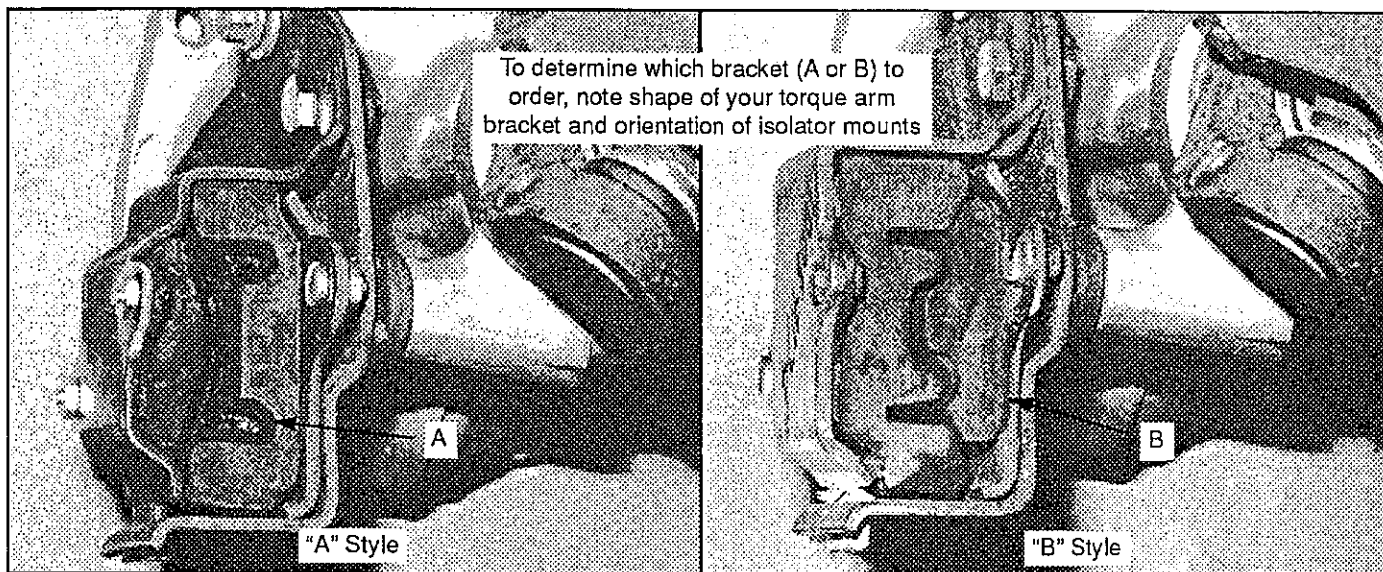 To determine which bracket (A or B) to
order, note shape of your torque arm
bracket and orientation of isolator mounts
A
B
"A" Style
"B" Style